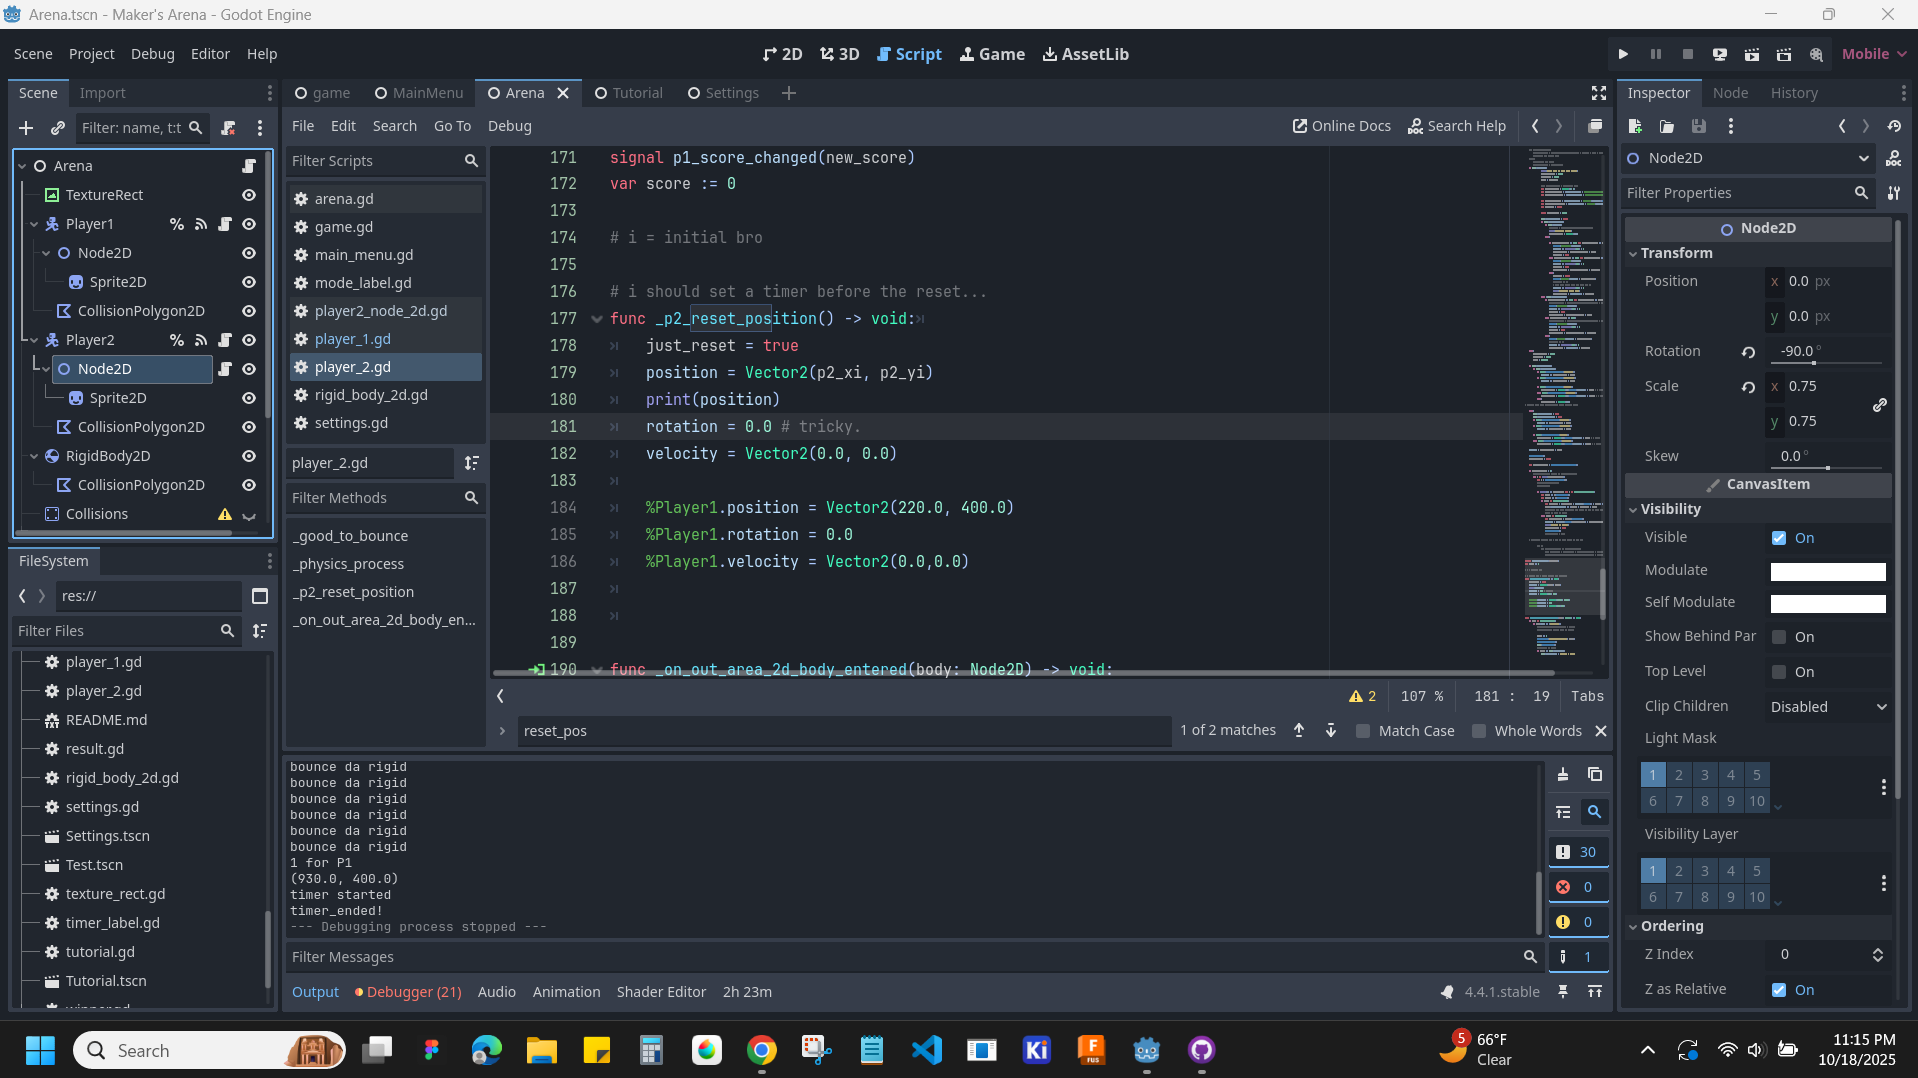 Arena.tscn - Maker's Arena - Godot Engine
Scene Project Debug Editor Help
2D 3D Script Game AssetLib
Mobile
Scene Import
game MainMenu Arena Tutorial Settings
Inspector Node History
Filter: name, t:t
File Edit Search Go To Debug
Online Docs Search Help
Arena
TextureRect
Player1
Node2D
Sprite2D
CollisionPolygon2D
Player2
Node2D
Sprite2D
CollisionPolygon2D
RigidBody2D
CollisionPolygon2D
Collisions
FileSystem
res://
Filter Files
player_1.gd
player_2.gd
README.md
result.gd
rigid_body_2d.gd
settings.gd
Settings.tscn
Test.tscn
texture_rect.gd
timer_label.gd
tutorial.gd
Tutorial.tscn
Filter Scripts
arena.gd
game.gd
main_menu.gd
mode_label.gd
player2_node_2d.gd
player_1.gd
player_2.gd
rigid_body_2d.gd
settings.gd
player_2.gd
Filter Methods
_good_to_bounce
_physics_process
_p2_reset_position
_on_out_area_2d_body_en...
171 signal p1_score_changed(new_score)
172 var score := 0
173
174 # i = initial bro
175
176 # i should set a timer before the reset...
177 func _p2_reset_position() -> void:
178 just_reset = true
179 position = Vector2(p2_xi, p2_yi)
180 print(position)
181 rotation = 0.0 # tricky.
182 velocity = Vector2(0.0, 0.0)
183
184 %Player1.position = Vector2(220.0, 400.0)
185 %Player1.rotation = 0.0
186 %Player1.velocity = Vector2(0.0,0.0)
187
188
189
190 func _on_out_area_2d_body_entered(body: Node2D) -> void:
2 107 % 181 : 19 Tabs
reset_pos
1 of 2 matches
Match Case Whole Words
bounce da rigid
bounce da rigid
bounce da rigid
bounce da rigid
bounce da rigid
bounce da rigid
1 for P1
(930.0, 400.0)
timer started
timer_ended!
--- Debugging process stopped ---
30
0
0
1
Filter Messages
Output Debugger (21) Audio Animation Shader Editor 2h 23m
4.4.1.stable
Node2D
Filter Properties
Node2D
Transform
Position x 0.0 px
y 0.0 px
Rotation -90.0 °
Scale x 0.75
y 0.75
Skew 0.0 °
CanvasItem
Visibility
Visible On
Modulate
Self Modulate
Show Behind Par On
Top Level On
Clip Children Disabled
Light Mask
1 2 3 4 5
6 7 8 9 10
Visibility Layer
1 2 3 4 5
6 7 8 9 10
Ordering
Z Index 0
Z as Relative On
Search
Ki
F
FUS
5
66°F
Clear
11:15 PM
10/18/2025